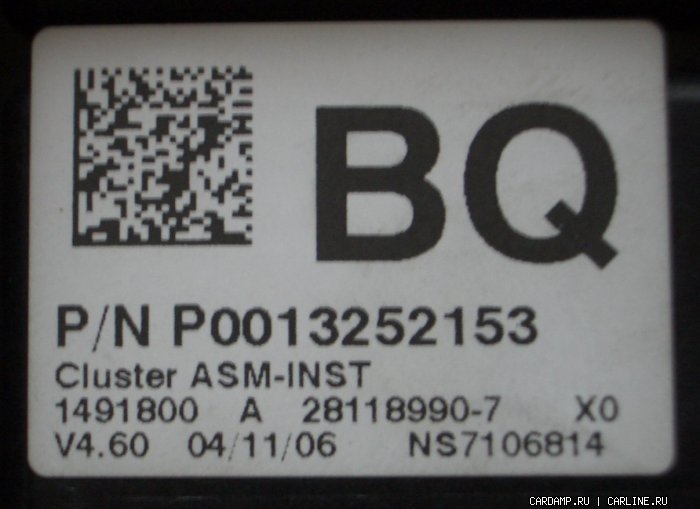 BQ
P/N P0013252153
Cluster ASM-INST
1491800 A 28118990-7 X0
V4.60 04/11/06 NS7106814
CARDAMP.RU | CARLINE.RU